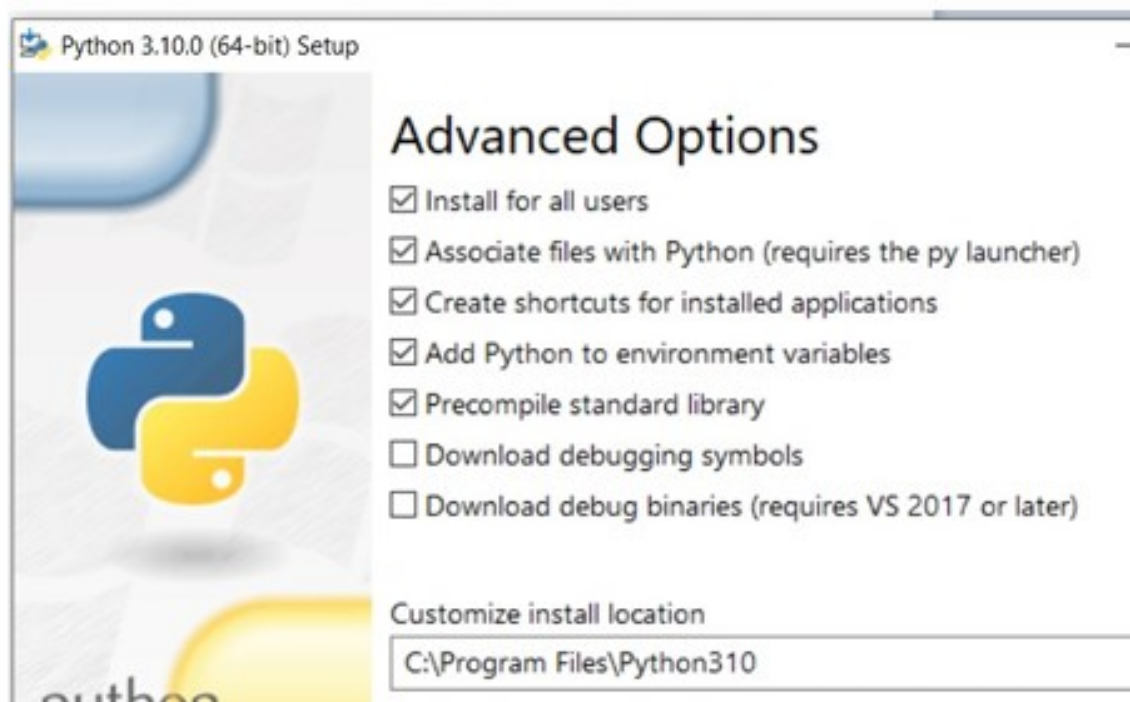 Python 3.10.0 (64-bit) Setup
Advanced Options
Install for all users
Associate files with Python (requires the py launcher)
Create shortcuts for installed applications
Add Python to environment variables
Precompile standard library
Download debugging symbols
Download debug binaries (requires VS 2017 or later)
Customize install location
C:\Program Files\Python310